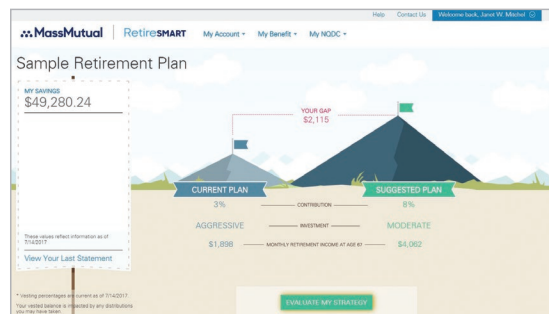 Help Contact Us Welcome back, Janet W. Mitchel
MassMutual RetireSMART My Account My Benefit My NQDC
Sample Retirement Plan
MY SAVINGS
$49,280.24
YOUR GAP
$2,115
CURRENT PLAN SUGGESTED PLAN
3% CONTRIBUTION 8%
AGGRESSIVE INVESTMENT MODERATE
$1,898 MONTHLY RETIREMENT INCOME AT AGE 67 $4,062
These values reflect information as of
7/14/2017
View Your Last Statement
* Vesting percentages are current as of 7/14/2017.
Your vested balance is impacted by any distributions
you may have taken.
EVALUATE MY STRATEGY